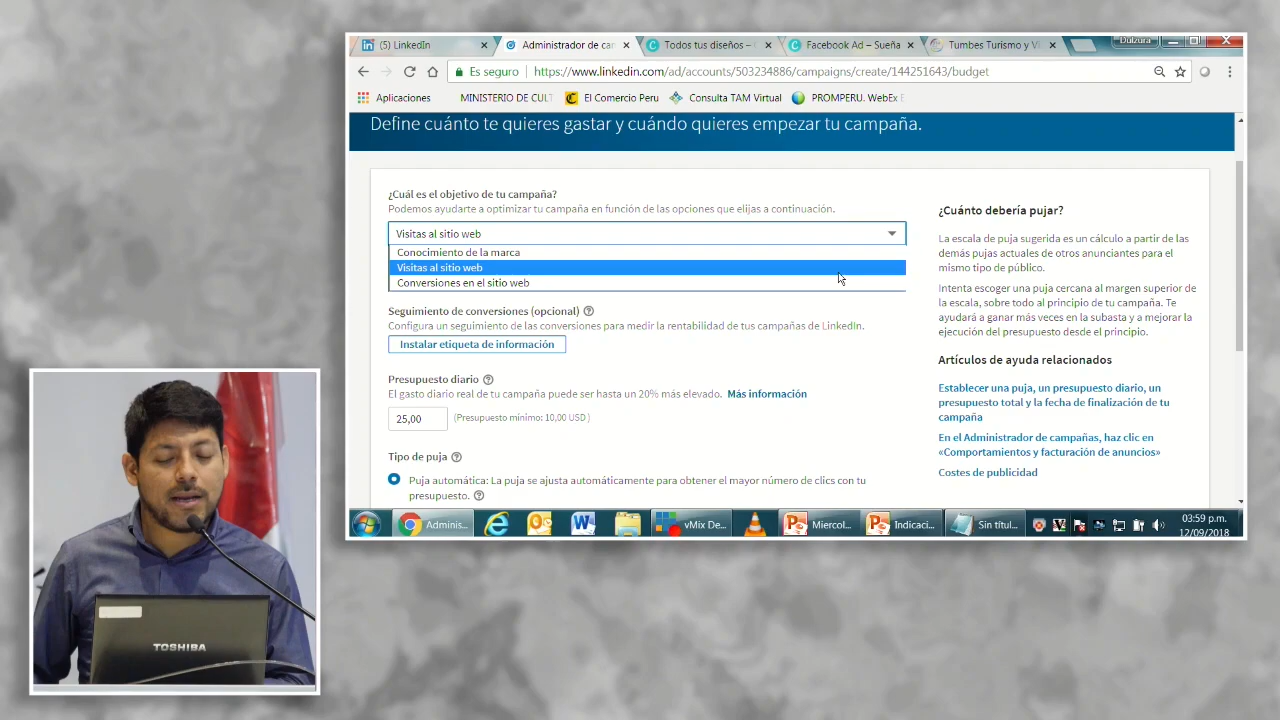 (5) LinkedIn
Administrador de car
Todos tus diseños –
Facebook Ad – Sueña
Tumbes Turismo y V
Dulzura
Es seguro
https://www.linkedin.com/ad/accounts/503234886/campaigns/create/144251643/budget
Aplicaciones
MINISTERIO DE CULT
El Comercio Peru
Consulta TAM Virtual
PROMPERU. WebEx E
Define cuánto te quieres gastar y cuándo quieres empezar tu campaña.
¿Cuál es el objetivo de tu campaña?
Podemos ayudarte a optimizar tu campaña en función de las opciones que elijas a continuación.
Visitas al sitio web
Conocimiento de la marca
Visitas al sitio web
Conversiones en el sitio web
Seguimiento de conversiones (opcional)
Configura un seguimiento de las conversiones para medir la rentabilidad de tus campañas de LinkedIn.
Instalar etiqueta de información
Presupuesto diario
El gasto diario real de tu campaña puede ser hasta un 20% más elevado. Más información
25,00 (Presupuesto mínimo: 10,00 USD )
Tipo de puja
Puja automática: La puja se ajusta automáticamente para obtener el mayor número de clics con tu
presupuesto.
¿Cuánto debería pujar?
La escala de puja sugerida es un cálculo a partir de las
demás pujas actuales de otros anunciantes para el
mismo tipo de público.
Intenta escoger una puja cercana al margen superior de
la escala, sobre todo al principio de tu campaña. Te
ayudará a ganar más veces en la subasta y a mejorar la
ejecución del presupuesto desde el principio.
Artículos de ayuda relacionados
Establecer una puja, un presupuesto diario, un
presupuesto total y la fecha de finalización de tu
campaña
En el Administrador de campañas, haz clic en
«Comportamientos y facturación de anuncios»
Costes de publicidad
Adminis...
vMix De...
Miercol...
Indicaci...
Sin títul...
03:59 p.m.
12/09/2018
TOSHIBA